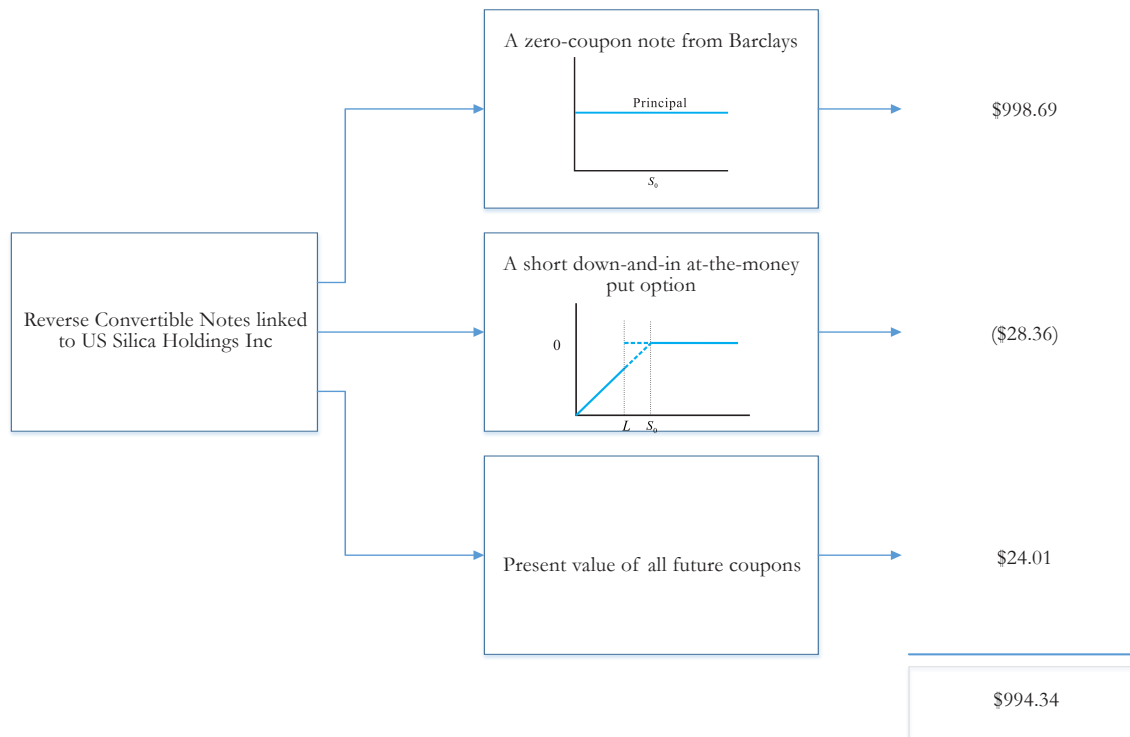 A zero-coupon note from Barclays
Principal
S₀
$998.69
Reverse Convertible Notes linked
to US Silica Holdings Inc
A short down-and-in at-the-money
put option
0
L S₀
($28.36)
Present value of all future coupons
$24.01
$994.34